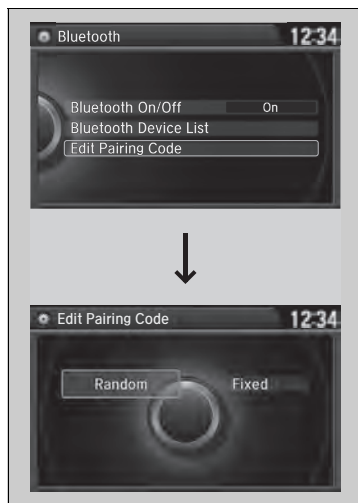 Bluetooth 12:34
Bluetooth On/Off On
Bluetooth Device List
Edit Pairing Code
Edit Pairing Code 12:34
Random Fixed